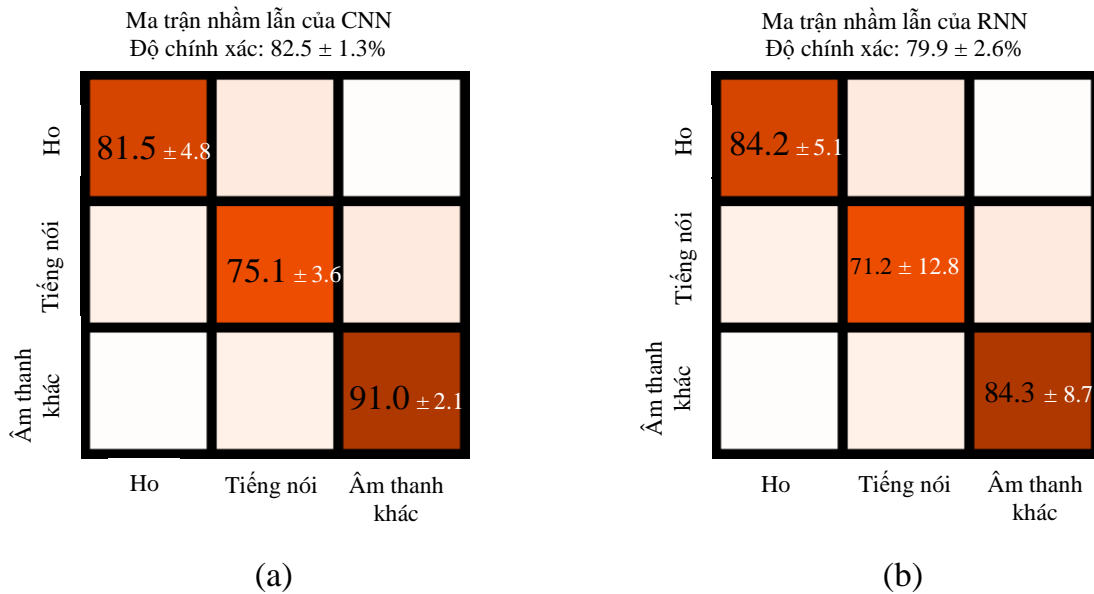 Ma trận nhầm lẫn của CNN
Độ chính xác: 82.5 ± 1.3%
Ho
81.5 ± 4.8
Tiếng nói
75.1 ± 3.6
Âm thanh
khác
91.0 ± 2.1
Ho
Tiếng nói
Âm thanh
khác
(a)
Ma trận nhầm lẫn của RNN
Độ chính xác: 79.9 ± 2.6%
Ho
84.2 ± 5.1
Tiếng nói
71.2 ± 12.8
Âm thanh
khác
84.3 ± 8.7
Ho
Tiếng nói
Âm thanh
khác
(b)